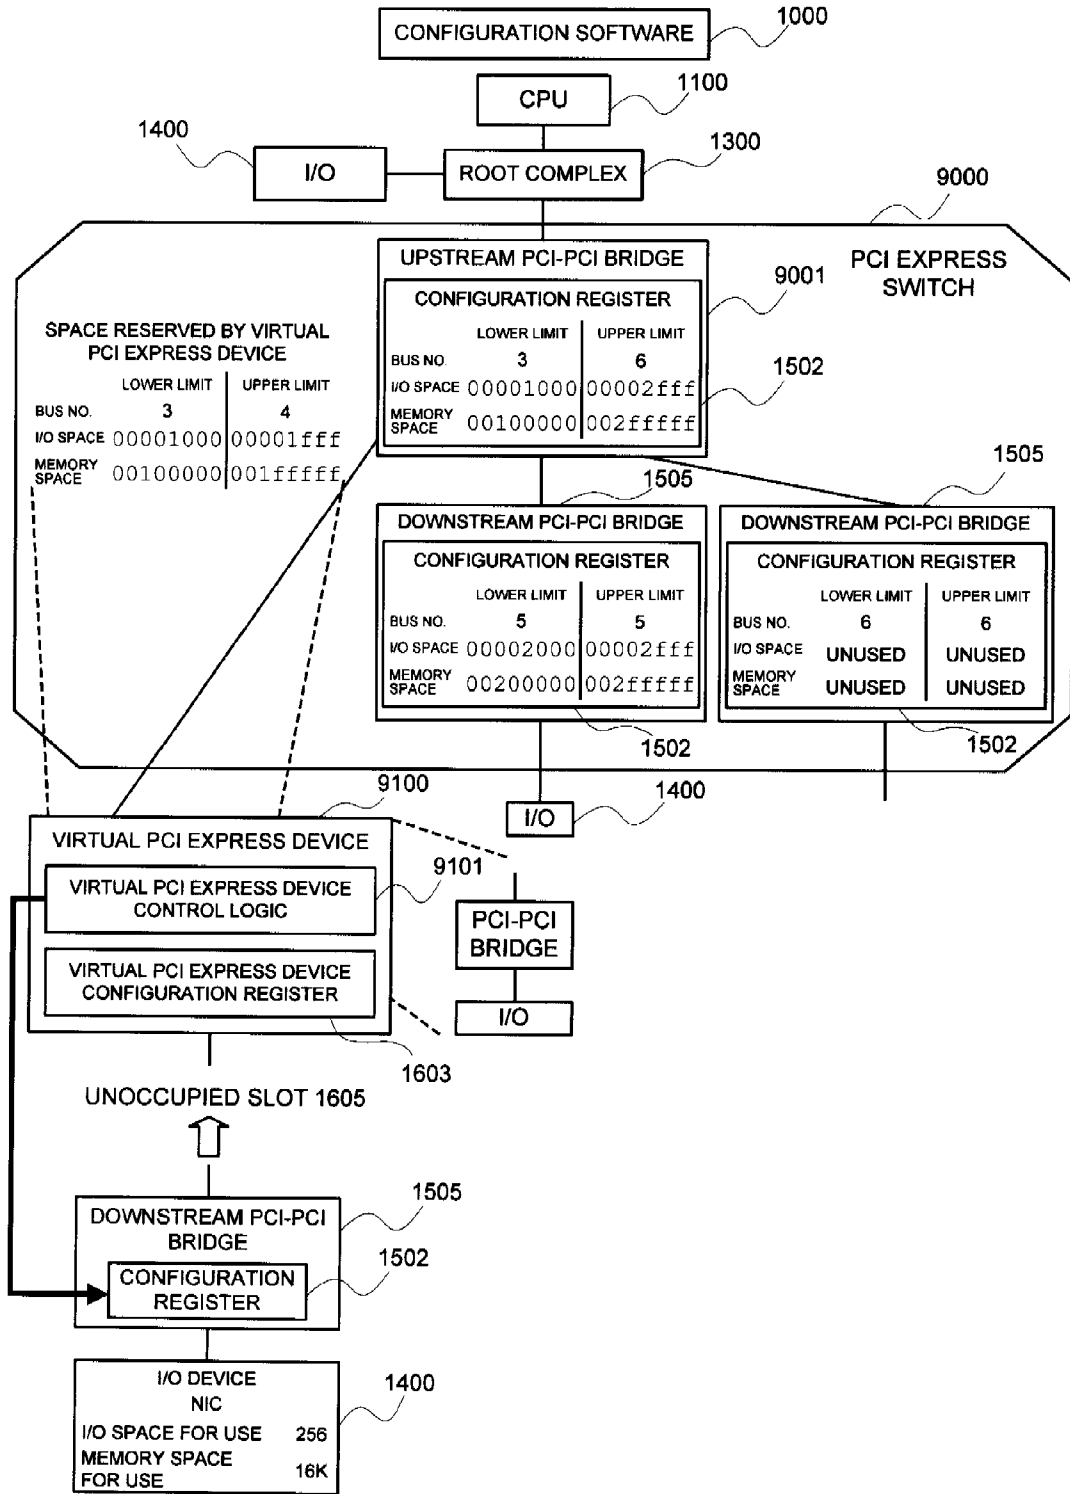 1000
CONFIGURATION SOFTWARE
1100
CPU
1400
1300
I/O
ROOT COMPLEX
9000
UPSTREAM PCI-PCI BRIDGE
PCI EXPRESS
SWITCH
9001
CONFIGURATION REGISTER
LOWER LIMIT UPPER LIMIT
BUS NO. 3 6
I/O SPACE 00001000 00002fff
MEMORY
SPACE 00100000 002fffff
1502
SPACE RESERVED BY VIRTUAL
PCI EXPRESS DEVICE
LOWER LIMIT UPPER LIMIT
BUS NO. 3 4
I/O SPACE 00001000 00001fff
MEMORY
SPACE 00100000 001fffff
1505
DOWNSTREAM PCI-PCI BRIDGE
CONFIGURATION REGISTER
LOWER LIMIT UPPER LIMIT
BUS NO. 5 5
I/O SPACE 00002000 00002fff
MEMORY
SPACE 00200000 002fffff
1502
1505
DOWNSTREAM PCI-PCI BRIDGE
CONFIGURATION REGISTER
LOWER LIMIT UPPER LIMIT
BUS NO. 6 6
I/O SPACE UNUSED UNUSED
MEMORY
SPACE UNUSED UNUSED
1502
1400
I/O
9100
VIRTUAL PCI EXPRESS DEVICE
9101
VIRTUAL PCI EXPRESS DEVICE
CONTROL LOGIC
VIRTUAL PCI EXPRESS DEVICE
CONFIGURATION REGISTER
1603
PCI-PCI
BRIDGE
I/O
UNOCCUPIED SLOT 1605
1505
DOWNSTREAM PCI-PCI
BRIDGE
1502
CONFIGURATION
REGISTER
1400
I/O DEVICE
NIC
I/O SPACE FOR USE 256
MEMORY SPACE
FOR USE 16K